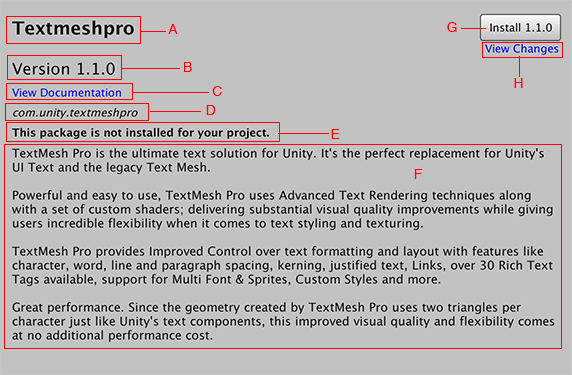 Textmeshpro
A
G
Install 1.1.0
View Changes
H
Version 1.1.0
B
View Documentation
C
com.unity.textmeshpro
D
This package is not installed for your project.
E
TextMesh Pro is the ultimate text solution for Unity. It's the perfect replacement for Unity's
UI Text and the legacy Text Mesh.
F
Powerful and easy to use, TextMesh Pro uses Advanced Text Rendering techniques along
with a set of custom shaders; delivering substantial visual quality improvements while giving
users incredible flexibility when it comes to text styling and texturing.
TextMesh Pro provides Improved Control over text formatting and layout with features like
character, word, line and paragraph spacing, kerning, justified text, Links, over 30 Rich Text
Tags available, support for Multi Font & Sprites, Custom Styles and more.
Great performance. Since the geometry created by TextMesh Pro uses two triangles per
character just like Unity's text components, this improved visual quality and flexibility comes
at no additional performance cost.